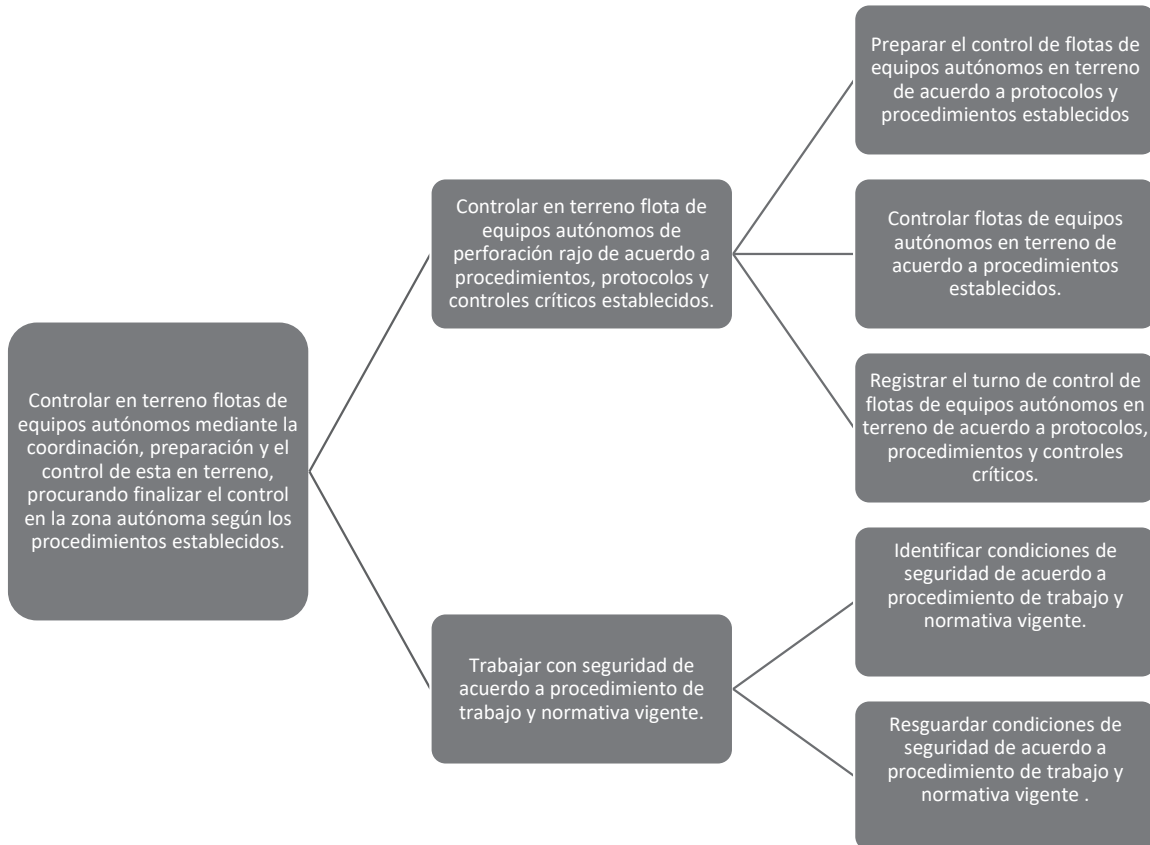 Controlar en terreno flotas de
equipos autónomos mediante la
coordinación, preparación y el
control de esta en terreno,
procurando finalizar el control
en la zona autónoma según los
procedimientos establecidos.
Controlar en terreno flota de
equipos autónomos de
perforación rajo de acuerdo a
procedimientos, protocolos y
controles críticos establecidos.
Preparar el control de flotas de
equipos autónomos en terreno
de acuerdo a protocolos y
procedimientos establecidos
Controlar flotas de equipos
autónomos en terreno de
acuerdo a procedimientos
establecidos.
Registrar el turno de control de
flotas de equipos autónomos en
terreno de acuerdo a protocolos,
procedimientos y controles
críticos.
Trabajar con seguridad de
acuerdo a procedimiento de
trabajo y normativa vigente.
Identificar condiciones de
seguridad de acuerdo a
procedimiento de trabajo y
normativa vigente.
Resguardar condiciones de
seguridad de acuerdo a
procedimiento de trabajo y
normativa vigente .